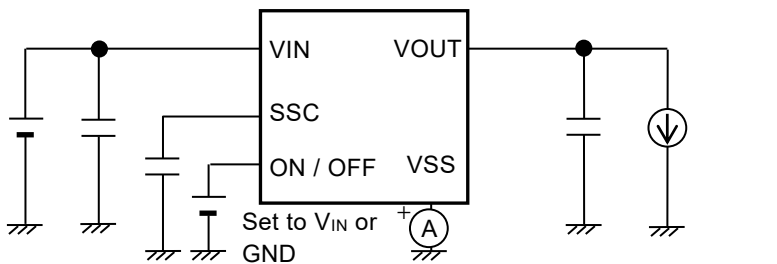 VIN VOUT
SSC
ON / OFF VSS
Set to VIN or
GND
+
A